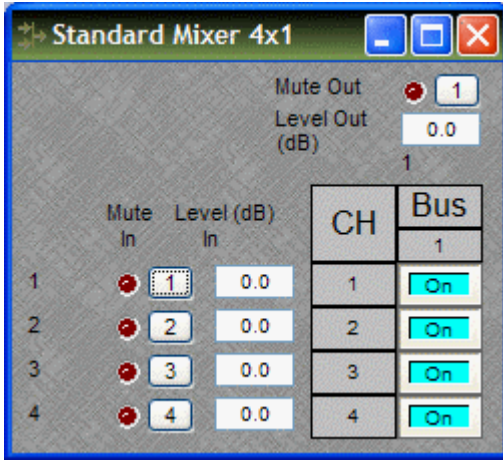 Standard Mixer 4x1
Mute Out 1
Level Out (dB) 0.0
1
Mute In Level (dB) In CH Bus
1
1 1 0.0 1 On
2 2 0.0 2 On
3 3 0.0 3 On
4 4 0.0 4 On